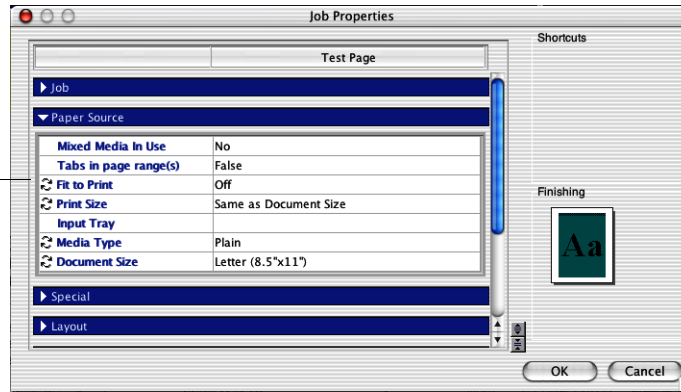 Job Properties
Shortcuts
Test Page
Job
Paper Source
Mixed Media In Use No
Tabs in page range(s) False
Fit to Print Off
Print Size Same as Document Size
Input Tray
Media Type Plain
Document Size Letter (8.5"x11")
Finishing
Aa
Special
Layout
OK Cancel